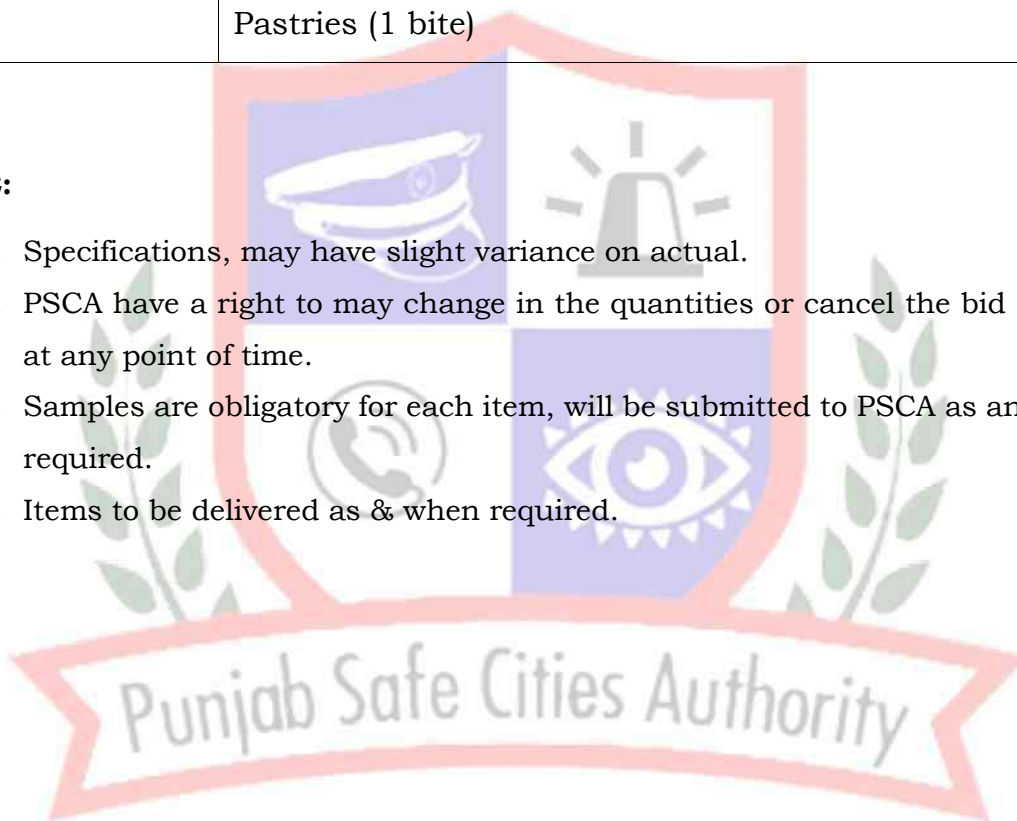 Pastries (1 bite)
:
Specifications, may have slight variance on actual.
PSCA have a right to may change in the quantities or cancel the bid
at any point of time.
Samples are obligatory for each item, will be submitted to PSCA as
required.
Items to be delivered as & when required.
Punjab Safe Cities Authority